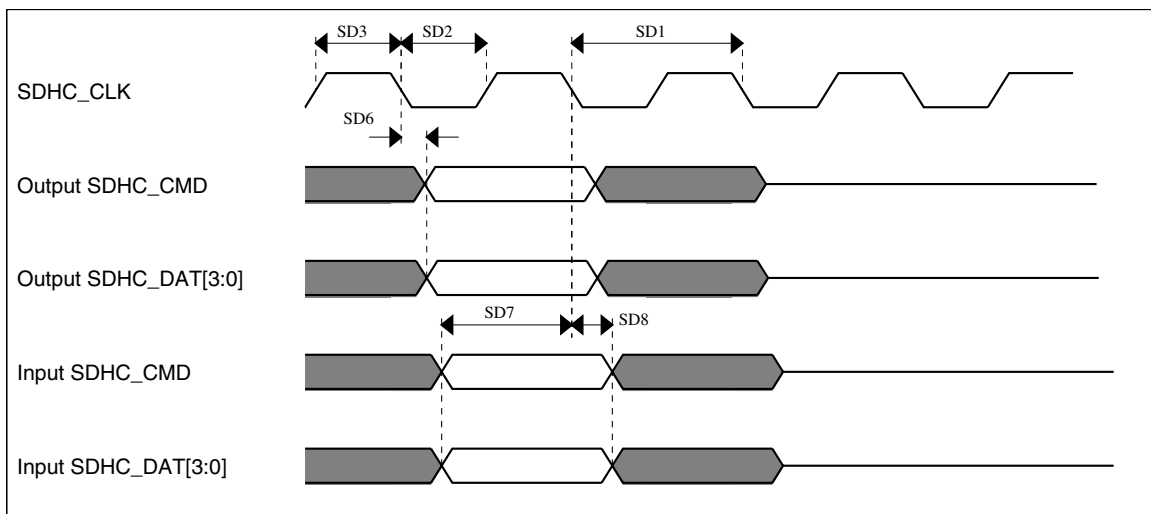 SD3 SD2 SD1
SDHC_CLK
SD6
Output SDHC_CMD
Output SDHC_DAT[3:0]
SD7 SD8
Input SDHC_CMD
Input SDHC_DAT[3:0]